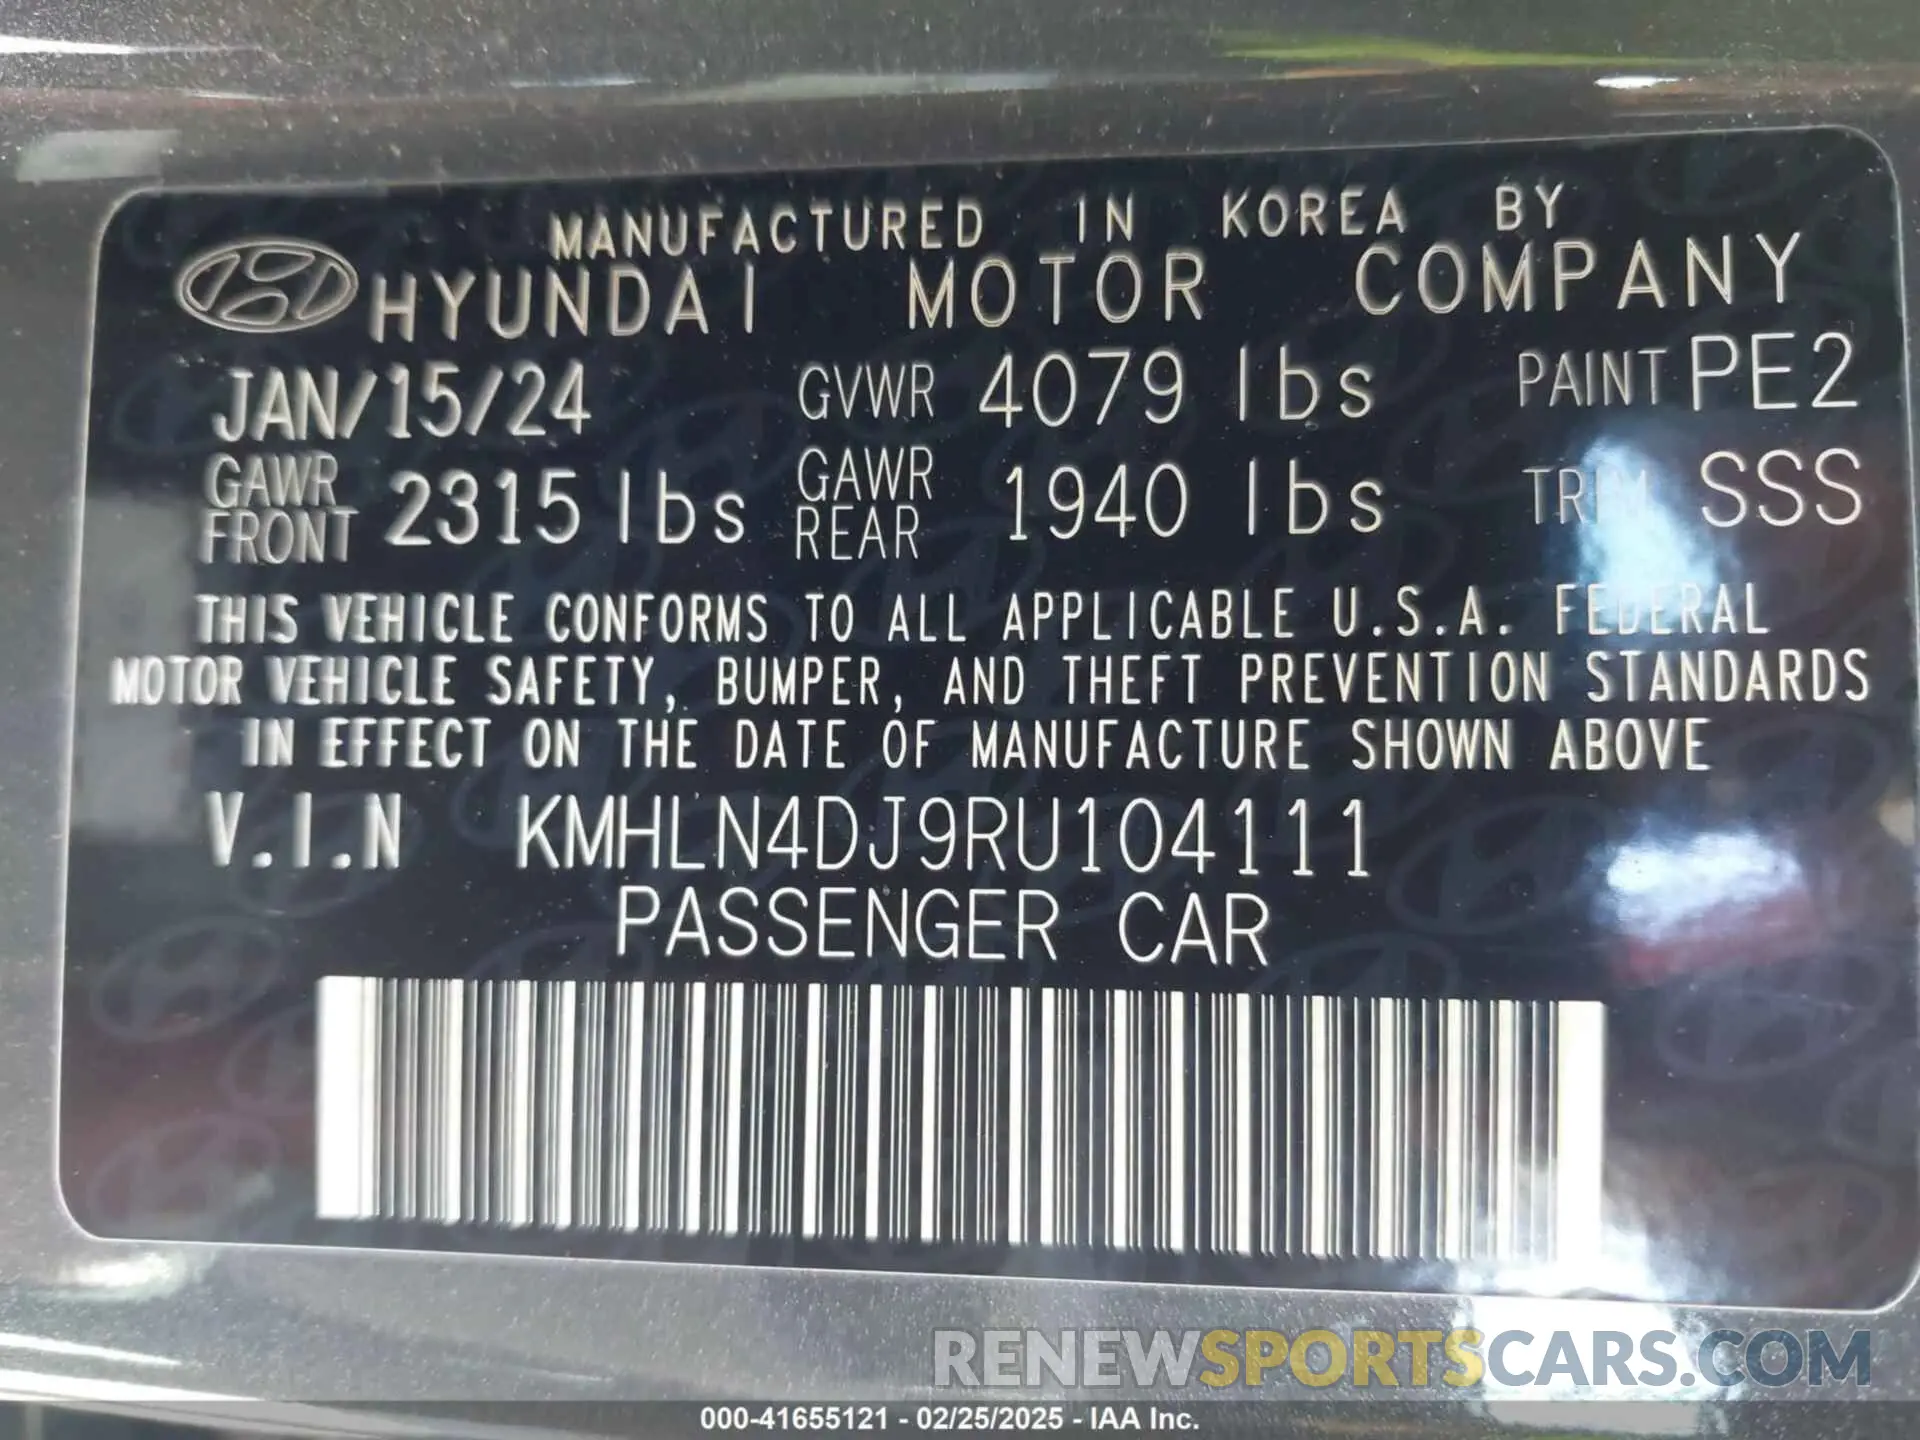 MANUFACTURED IN KOREA BY
HYUNDAI MOTOR COMPANY
JAN/15/24 GVWR 4079 lbs PAINT PE2
GAWR FRONT 2315 lbs GAWR REAR 1940 lbs TRIM SSS
THIS VEHICLE CONFORMS TO ALL APPLICABLE U.S.A. FEDERAL
MOTOR VEHICLE SAFETY, BUMPER, AND THEFT PREVENTION STANDARDS
IN EFFECT ON THE DATE OF MANUFACTURE SHOWN ABOVE
V.I.N KMHLN4DJ9RU104111
PASSENGER CAR
RENEWSPORTSCARS.COM
000-41655121 - 02/25/2025 - IAA Inc.